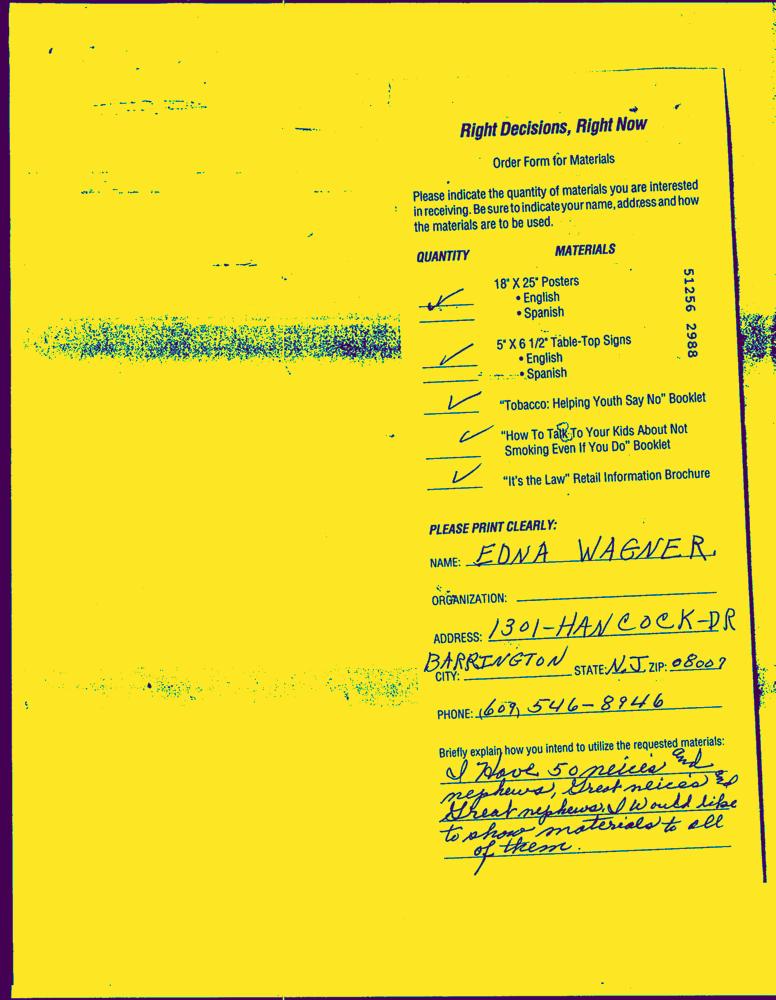 Right Decisions, Right Now
Order Form for Materials
Please indicate the quantity of materials you are interested
in receiving. Be sure to indicate your name, address and how
the materials are to be used.
QUANTITY MATERIALS
18" X 25" Posters
• English
• Spanish
5" X 6 1/2" Table-Top Signs
• English
• Spanish
"Tobacco: Helping Youth Say No" Booklet
"How To Talk To Your Kids About Not
Smoking Even If You Do" Booklet
"It's the Law" Retail Information Brochure
51256 2988
PLEASE PRINT CLEARLY:
NAME: EDNA WAGNER
ORGANIZATION:
ADDRESS: 1301-HANCOCK-DR
CITY: BARRINGTON STATE: N.J. ZIP: 08007
PHONE: (609) 546-8946
Briefly explain how you intend to utilize the requested materials:
I Have 50 neices and
nephews, Great neices &
Great nephews. I Would like
to show materials to all
of them.